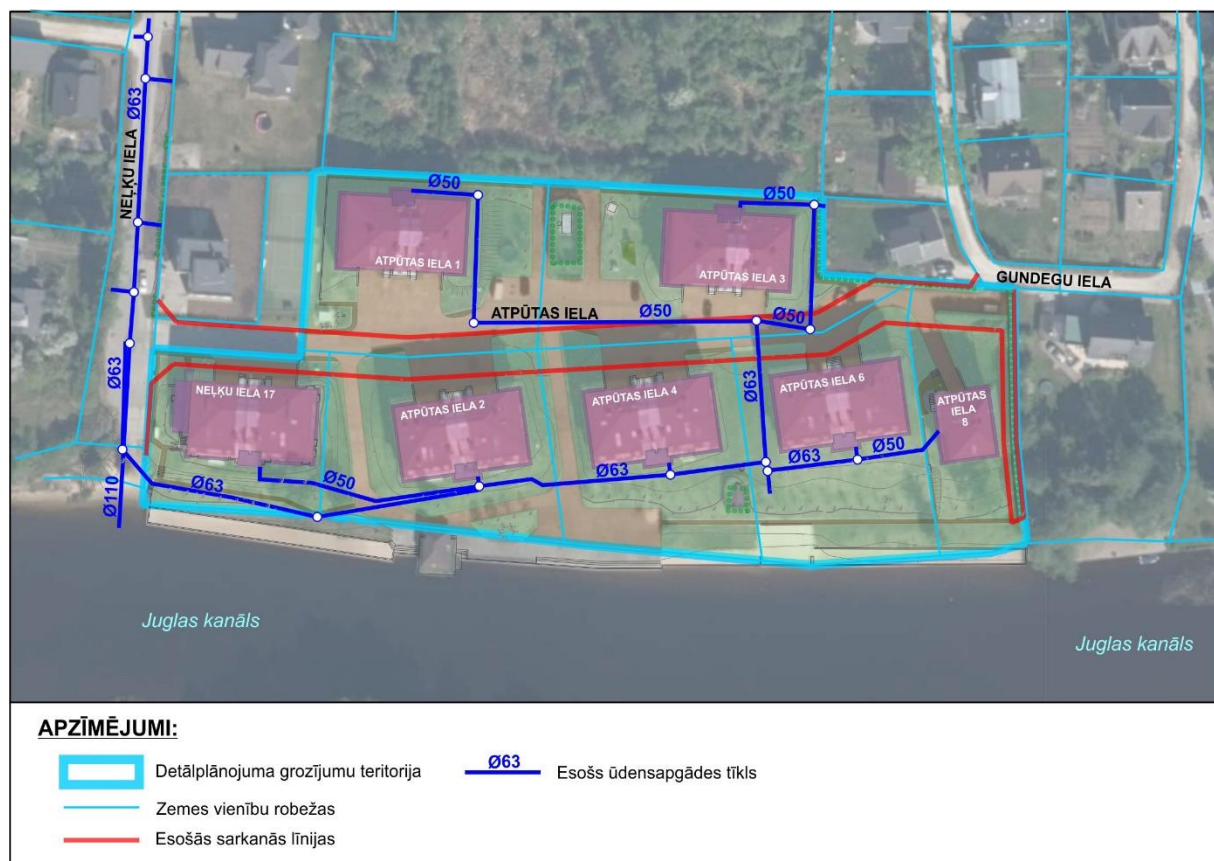 Ø63
NEĻĶU IELA
Ø50
Ø50
ATPŪTAS IELA 1
ATPŪTAS IELA 3
GUNDEGU IELA
ATPŪTAS IELA
Ø50
Ø50
Ø63
Ø63
NEĻĶU IELA 17
ATPŪTAS IELA 2
ATPŪTAS IELA 4
ATPŪTAS IELA 6
ATPŪTAS
IELA
8
Ø110
Ø63
Ø50
Ø63
Ø63
Ø50
Juglas kanāls
Juglas kanāls
APZĪMĒJUMI:
Detālplānojuma grozījumu teritorija
Ø63
Esošs ūdensapgādes tīkls
Zemes vienību robežas
Esošās sarkanās līnijas